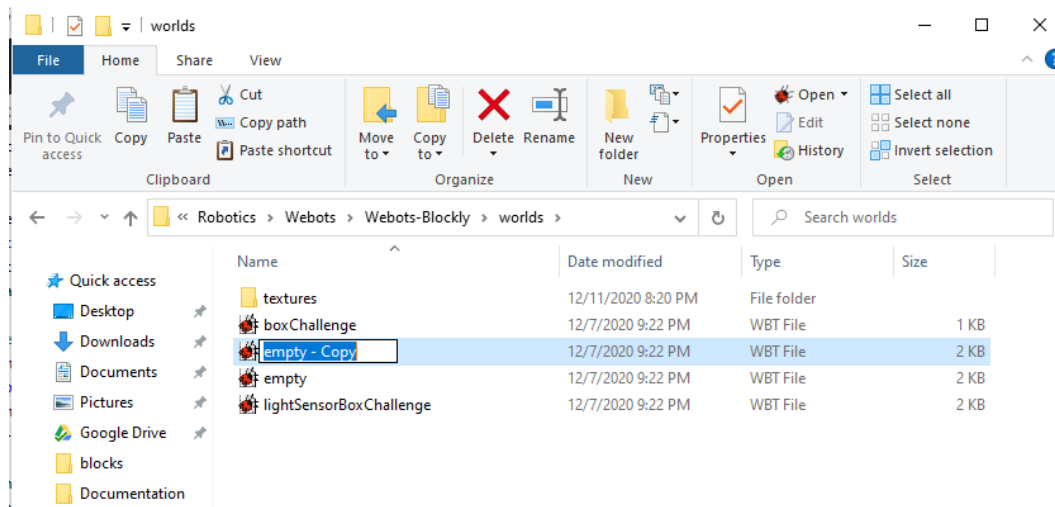 worlds
File Home Share View
Pin to Quick access
Copy
Paste
Cut
Copy path
Paste shortcut
Clipboard
Move to
Copy to
Delete
Rename
Organize
New folder
New
Properties
Open
Edit
History
Open
Select all
Select none
Invert selection
Select
« Robotics > Webots > Webots-Blockly > worlds >
Search worlds
Quick access
Desktop
Downloads
Documents
Pictures
Google Drive
blocks
Documentation
Name Date modified Type Size
textures 12/11/2020 8:20 PM File folder
boxChallenge 12/7/2020 9:22 PM WBT File 1 KB
empty - Copy 12/7/2020 9:22 PM WBT File 2 KB
empty 12/7/2020 9:22 PM WBT File 2 KB
lightSensorBoxChallenge 12/7/2020 9:22 PM WBT File 2 KB